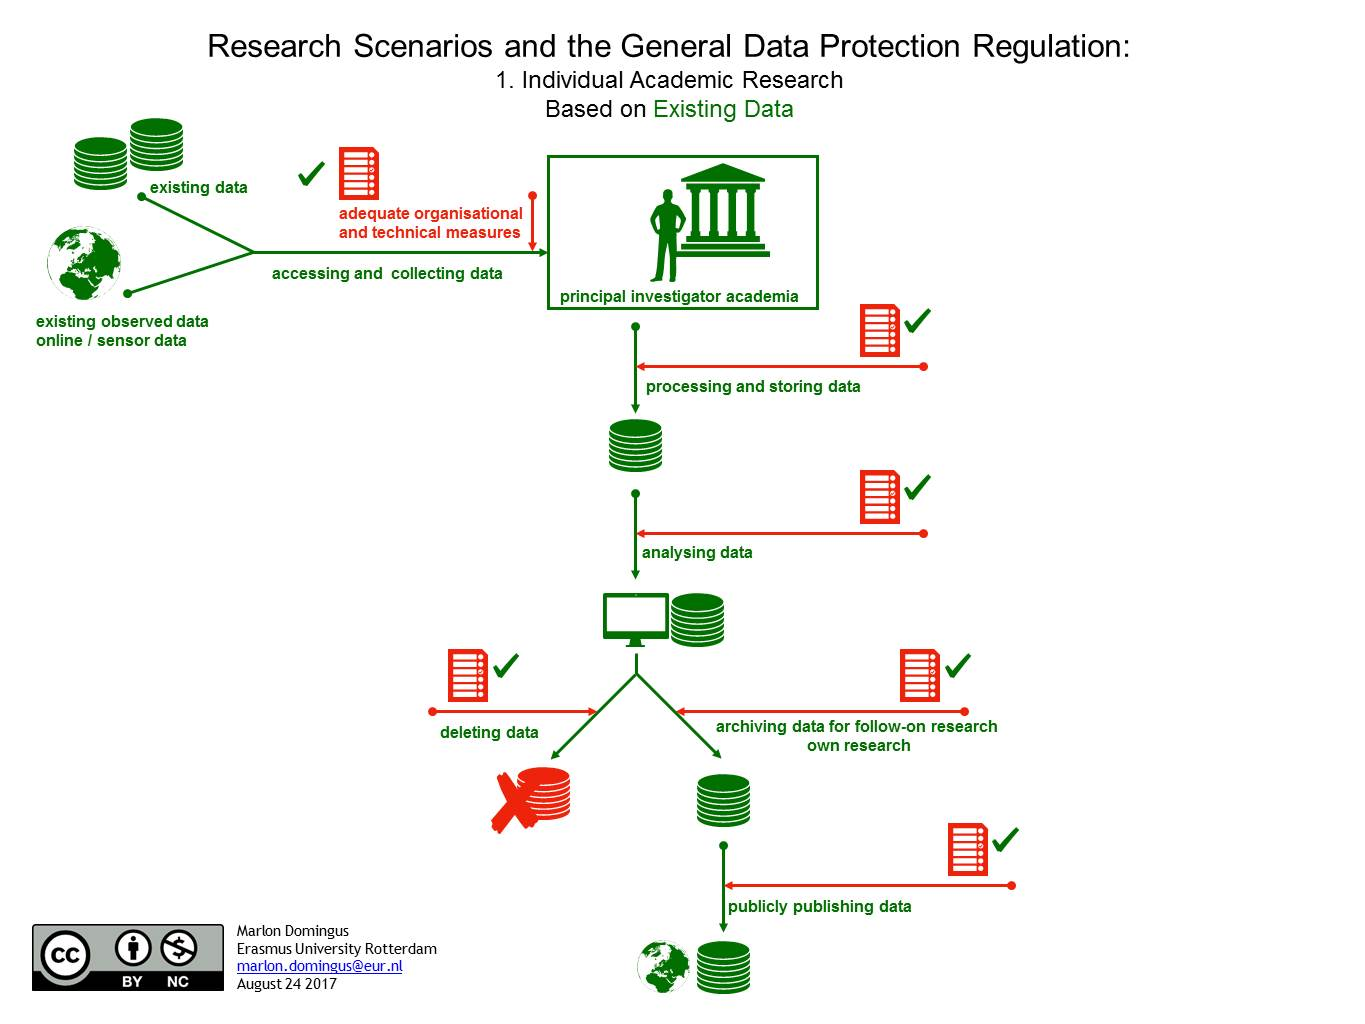 Research Scenarios and the General Data Protection Regulation:
1. Individual Academic Research
Based on Existing Data
existing data
adequate organisational
and technical measures
accessing and collecting data
existing observed data
online / sensor data
principal investigator academia
processing and storing data
analysing data
deleting data
archiving data for follow-on research
own research
publicly publishing data
cc
BY NC
Marlon Domingus
Erasmus University Rotterdam
marlon.domingus@eur.nl
August 24 2017